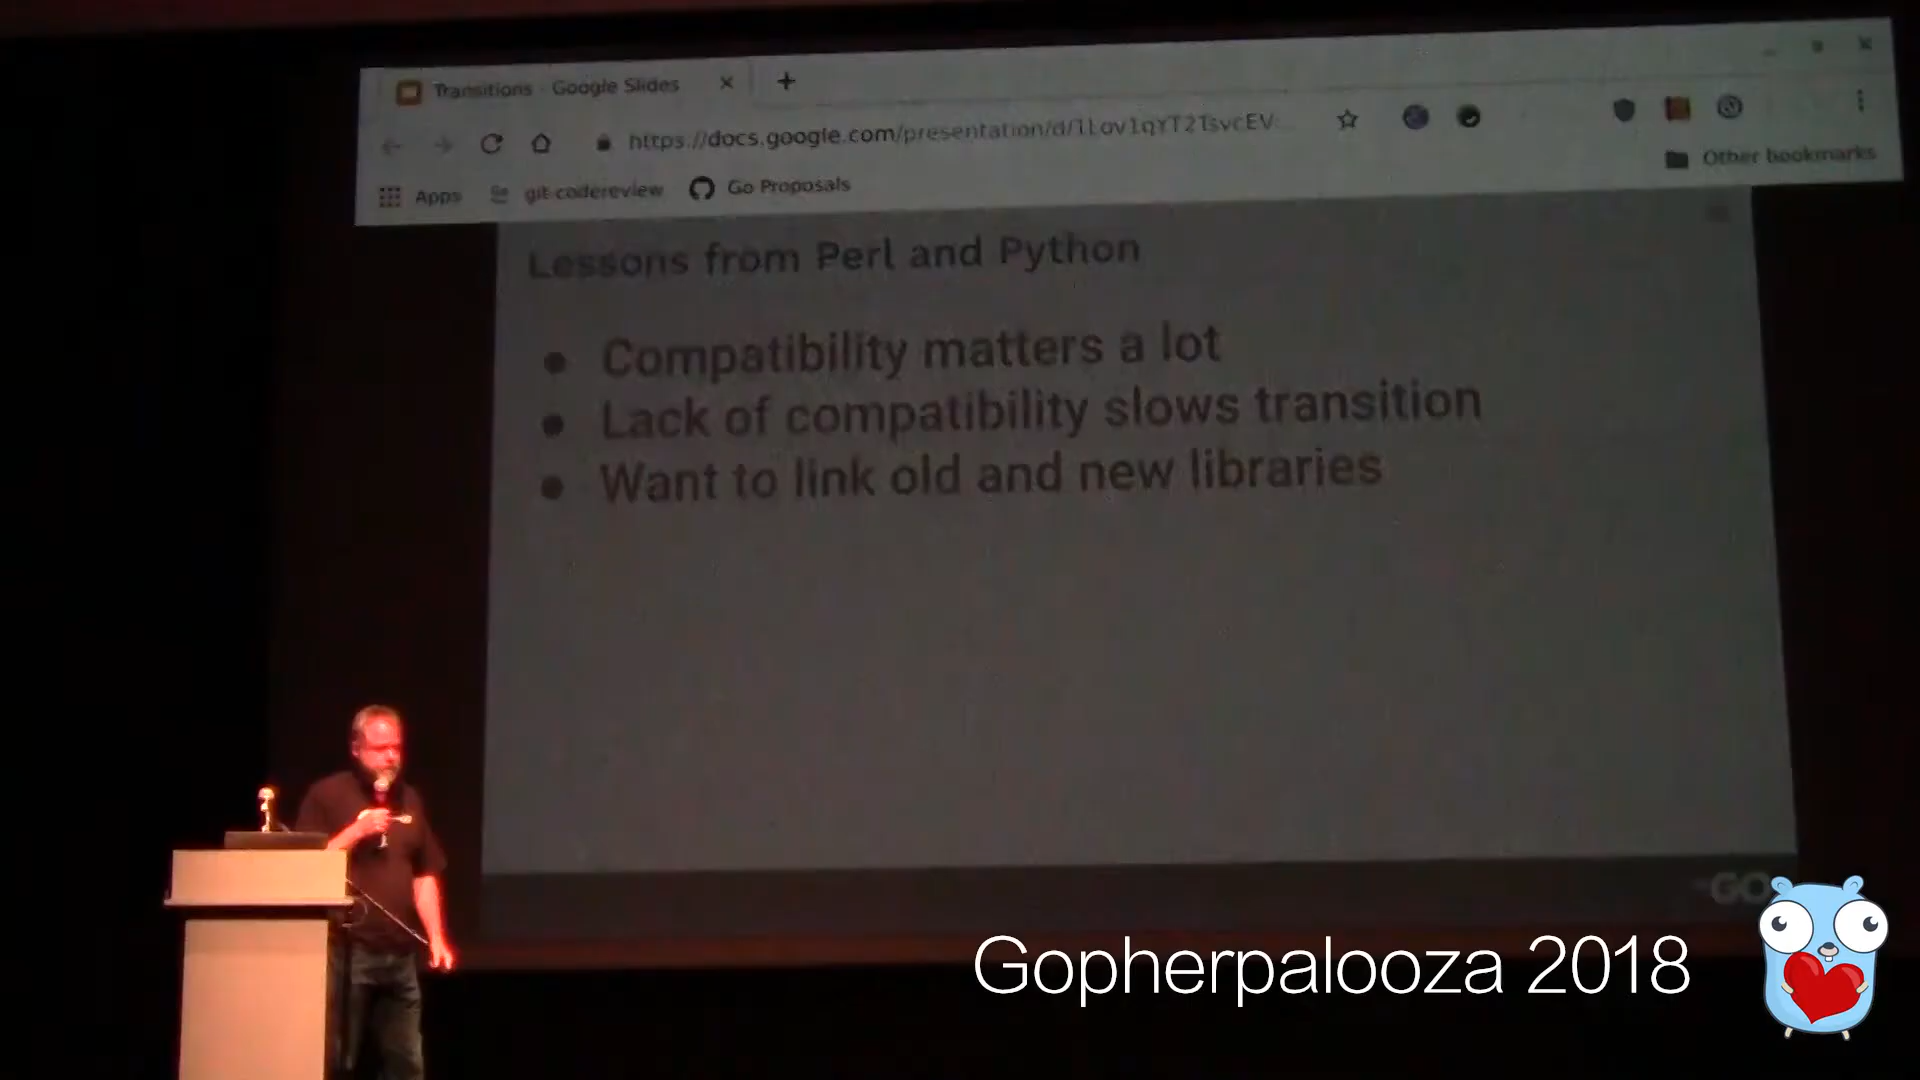 Transitions - Google Slides
https://docs.google.com/presentation/d/1Lov1qYT2TsvcEV
Other bookmarks
Apps git-codereview Go Proposals
Lessons from Perl and Python
• Compatibility matters a lot
• Lack of compatibility slows transition
• Want to link old and new libraries
GO
Gopherpalooza 2018